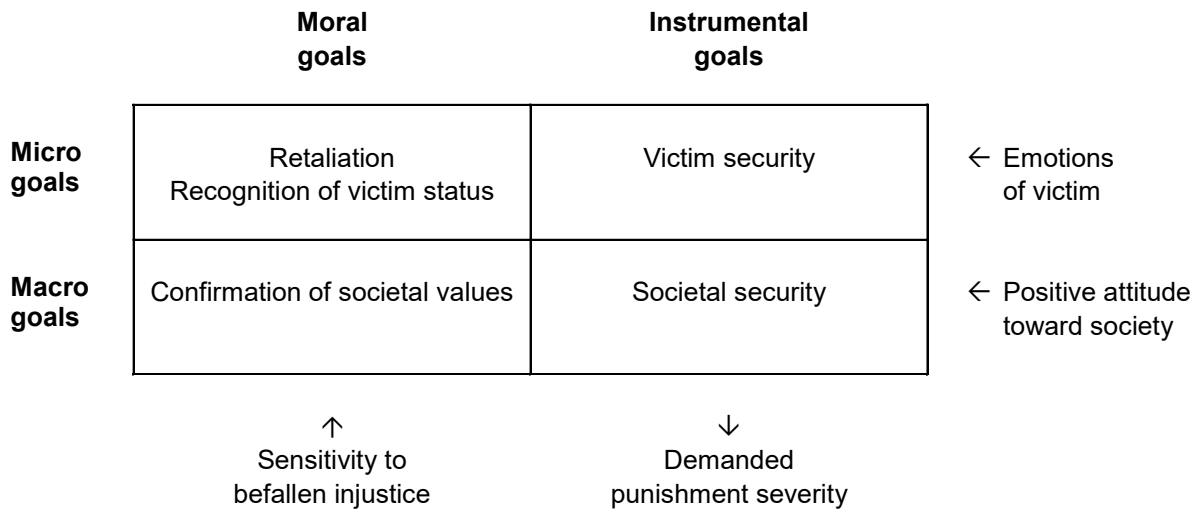 Moral
goals
Instrumental
goals
Micro
goals
Retaliation
Recognition of victim status
Victim security
← Emotions
of victim
Macro
goals
Confirmation of societal values
Societal security
← Positive attitude
toward society
↑
Sensitivity to
befallen injustice
↓
Demanded
punishment severity